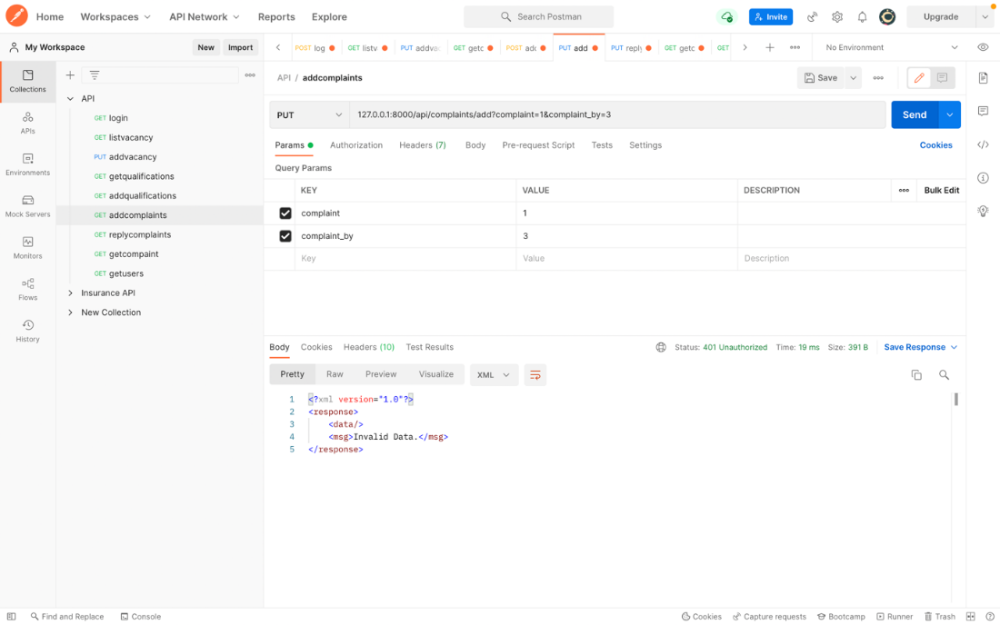 Home Workspaces API Network Reports Explore Search Postman Invite Upgrade
My Workspace New Import POST log GET listv PUT addva GET getc POST adc PUT add PUT reply GET getc GET No Environment
Collections
APIs
Environments
Mock Servers
Monitors
Flows
History
API
GET login
GET listvacancy
PUT addvacancy
GET getqualifications
GET addqualifications
GET addcomplaints
GET replycomplaints
GET getcompaint
GET getusers
Insurance API
New Collection
API / addcomplaints Save
PUT 127.0.0.1:8000/api/complaints/add?complaint=1&complaint_by=3 Send
Params Authorization Headers (7) Body Pre-request Script Tests Settings Cookies
Query Params
KEY VALUE DESCRIPTION Bulk Edit
complaint 1
complaint_by 3
Key Value Description
Body Cookies Headers (10) Test Results Status: 401 Unauthorized Time: 19 ms Size: 391 B Save Response
Pretty Raw Preview Visualize XML
1 <?xml version="1.0"?>
2 <response>
3 <data/>
4 <msg>Invalid Data.</msg>
5 </response>
Find and Replace Console Cookies Capture requests Bootcamp Runner Trash